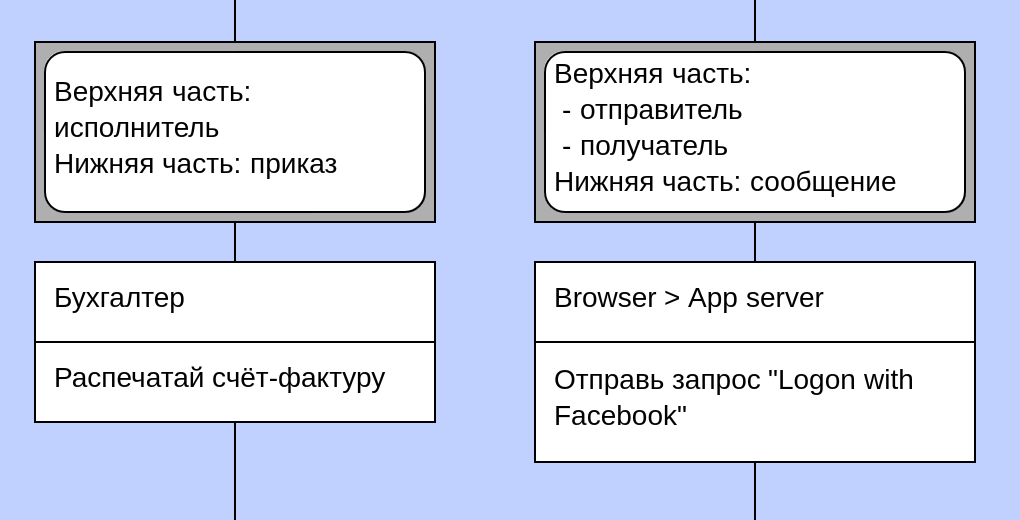 Верхняя часть:
исполнитель
Нижняя часть: приказ
Бухгалтер
Распечатай счёт-фактуру
Верхняя часть:
- отправитель
- получатель
Нижняя часть: сообщение
Browser > App server
Отправь запрос "Logon with
Facebook"